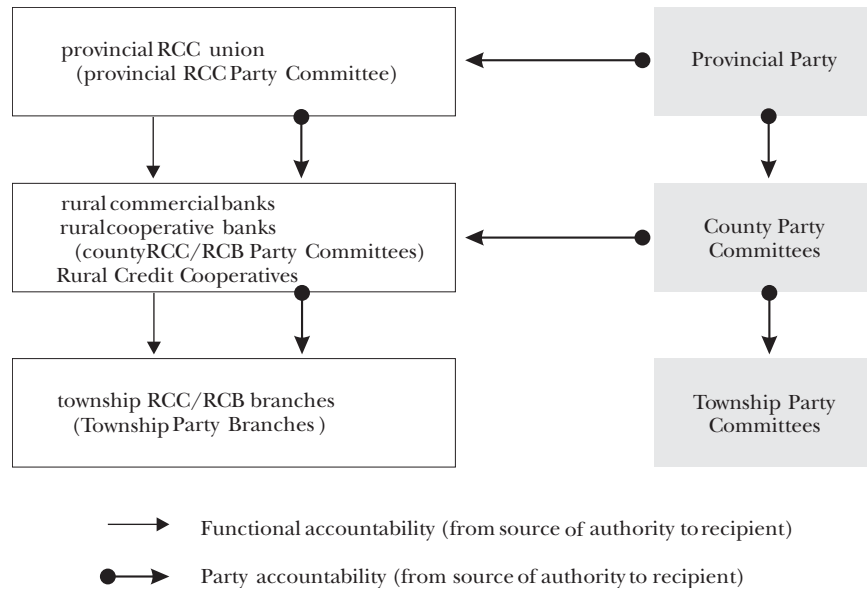 provincial RCC union
(provincial RCC Party Committee)
Provincial Party
rural commercial banks
rural cooperative banks
(county RCC/RCB Party Committees)
Rural Credit Cooperatives
County Party
Committees
township RCC/RCB branches
(Township Party Branches)
Township Party
Committees
Functional accountability (from source of authority to recipient)
Party accountability (from source of authority to recipient)